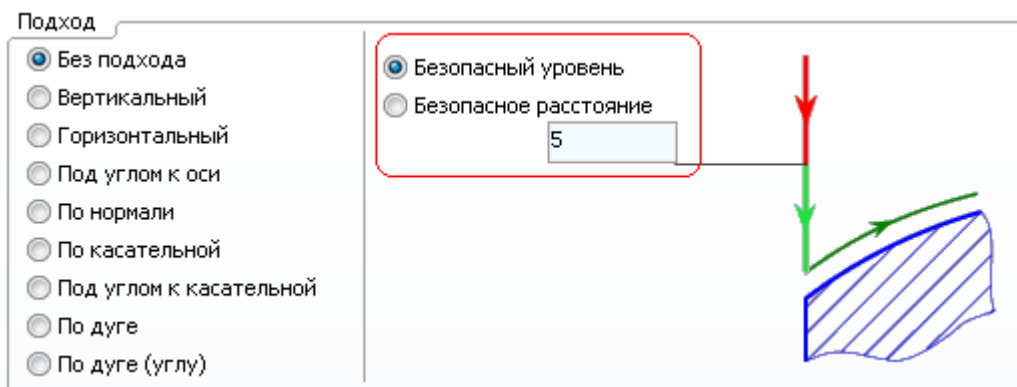 Подход
Без подхода
Вертикальный
Горизонтальный
Под углом к оси
По нормали
По касательной
Под углом к касательной
По дуге
По дуге (углу)
Безопасный уровень
Безопасное расстояние
5